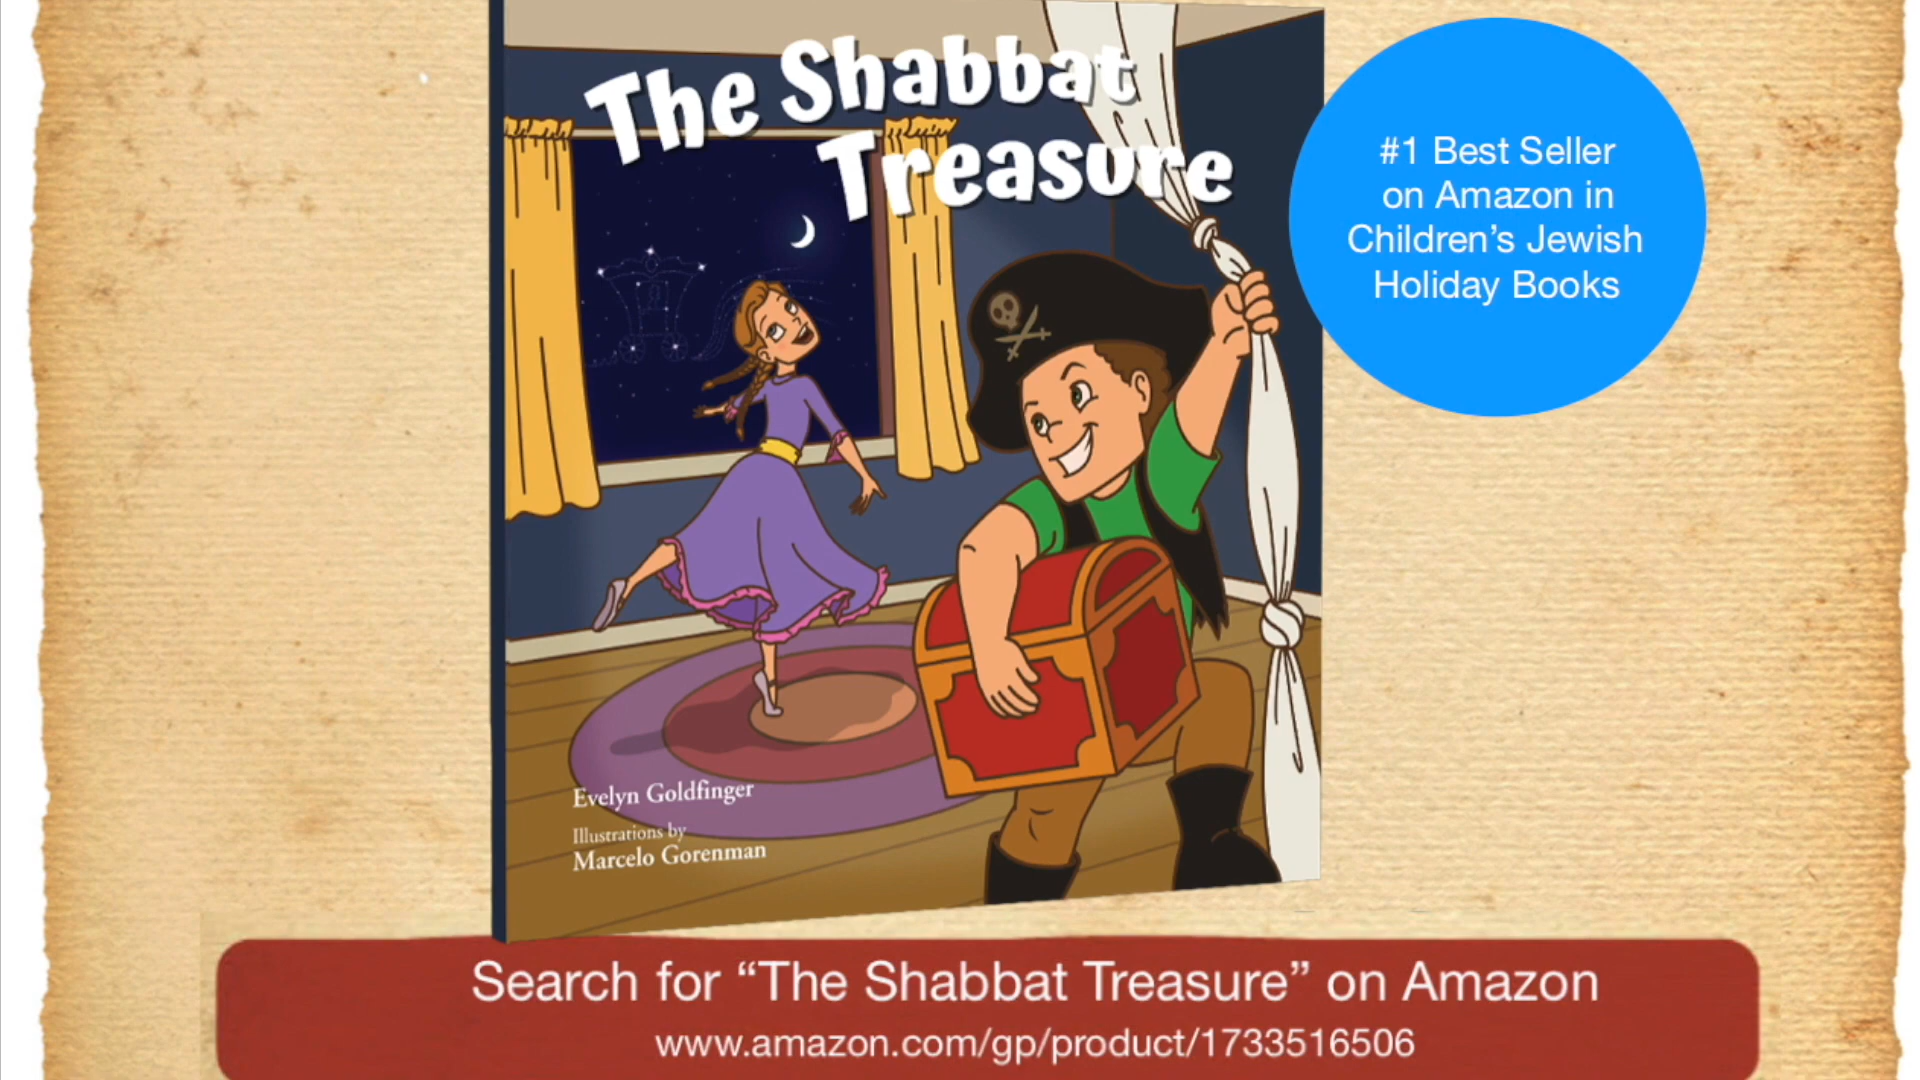 The Shabbat
Treasure
#1 Best Seller
on Amazon in
Children's Jewish
Holiday Books
Evelyn Goldfinger
Illustrations by
Marcelo Gorenman
Search for “The Shabbat Treasure” on Amazon
www.amazon.com/gp/product/1733516506